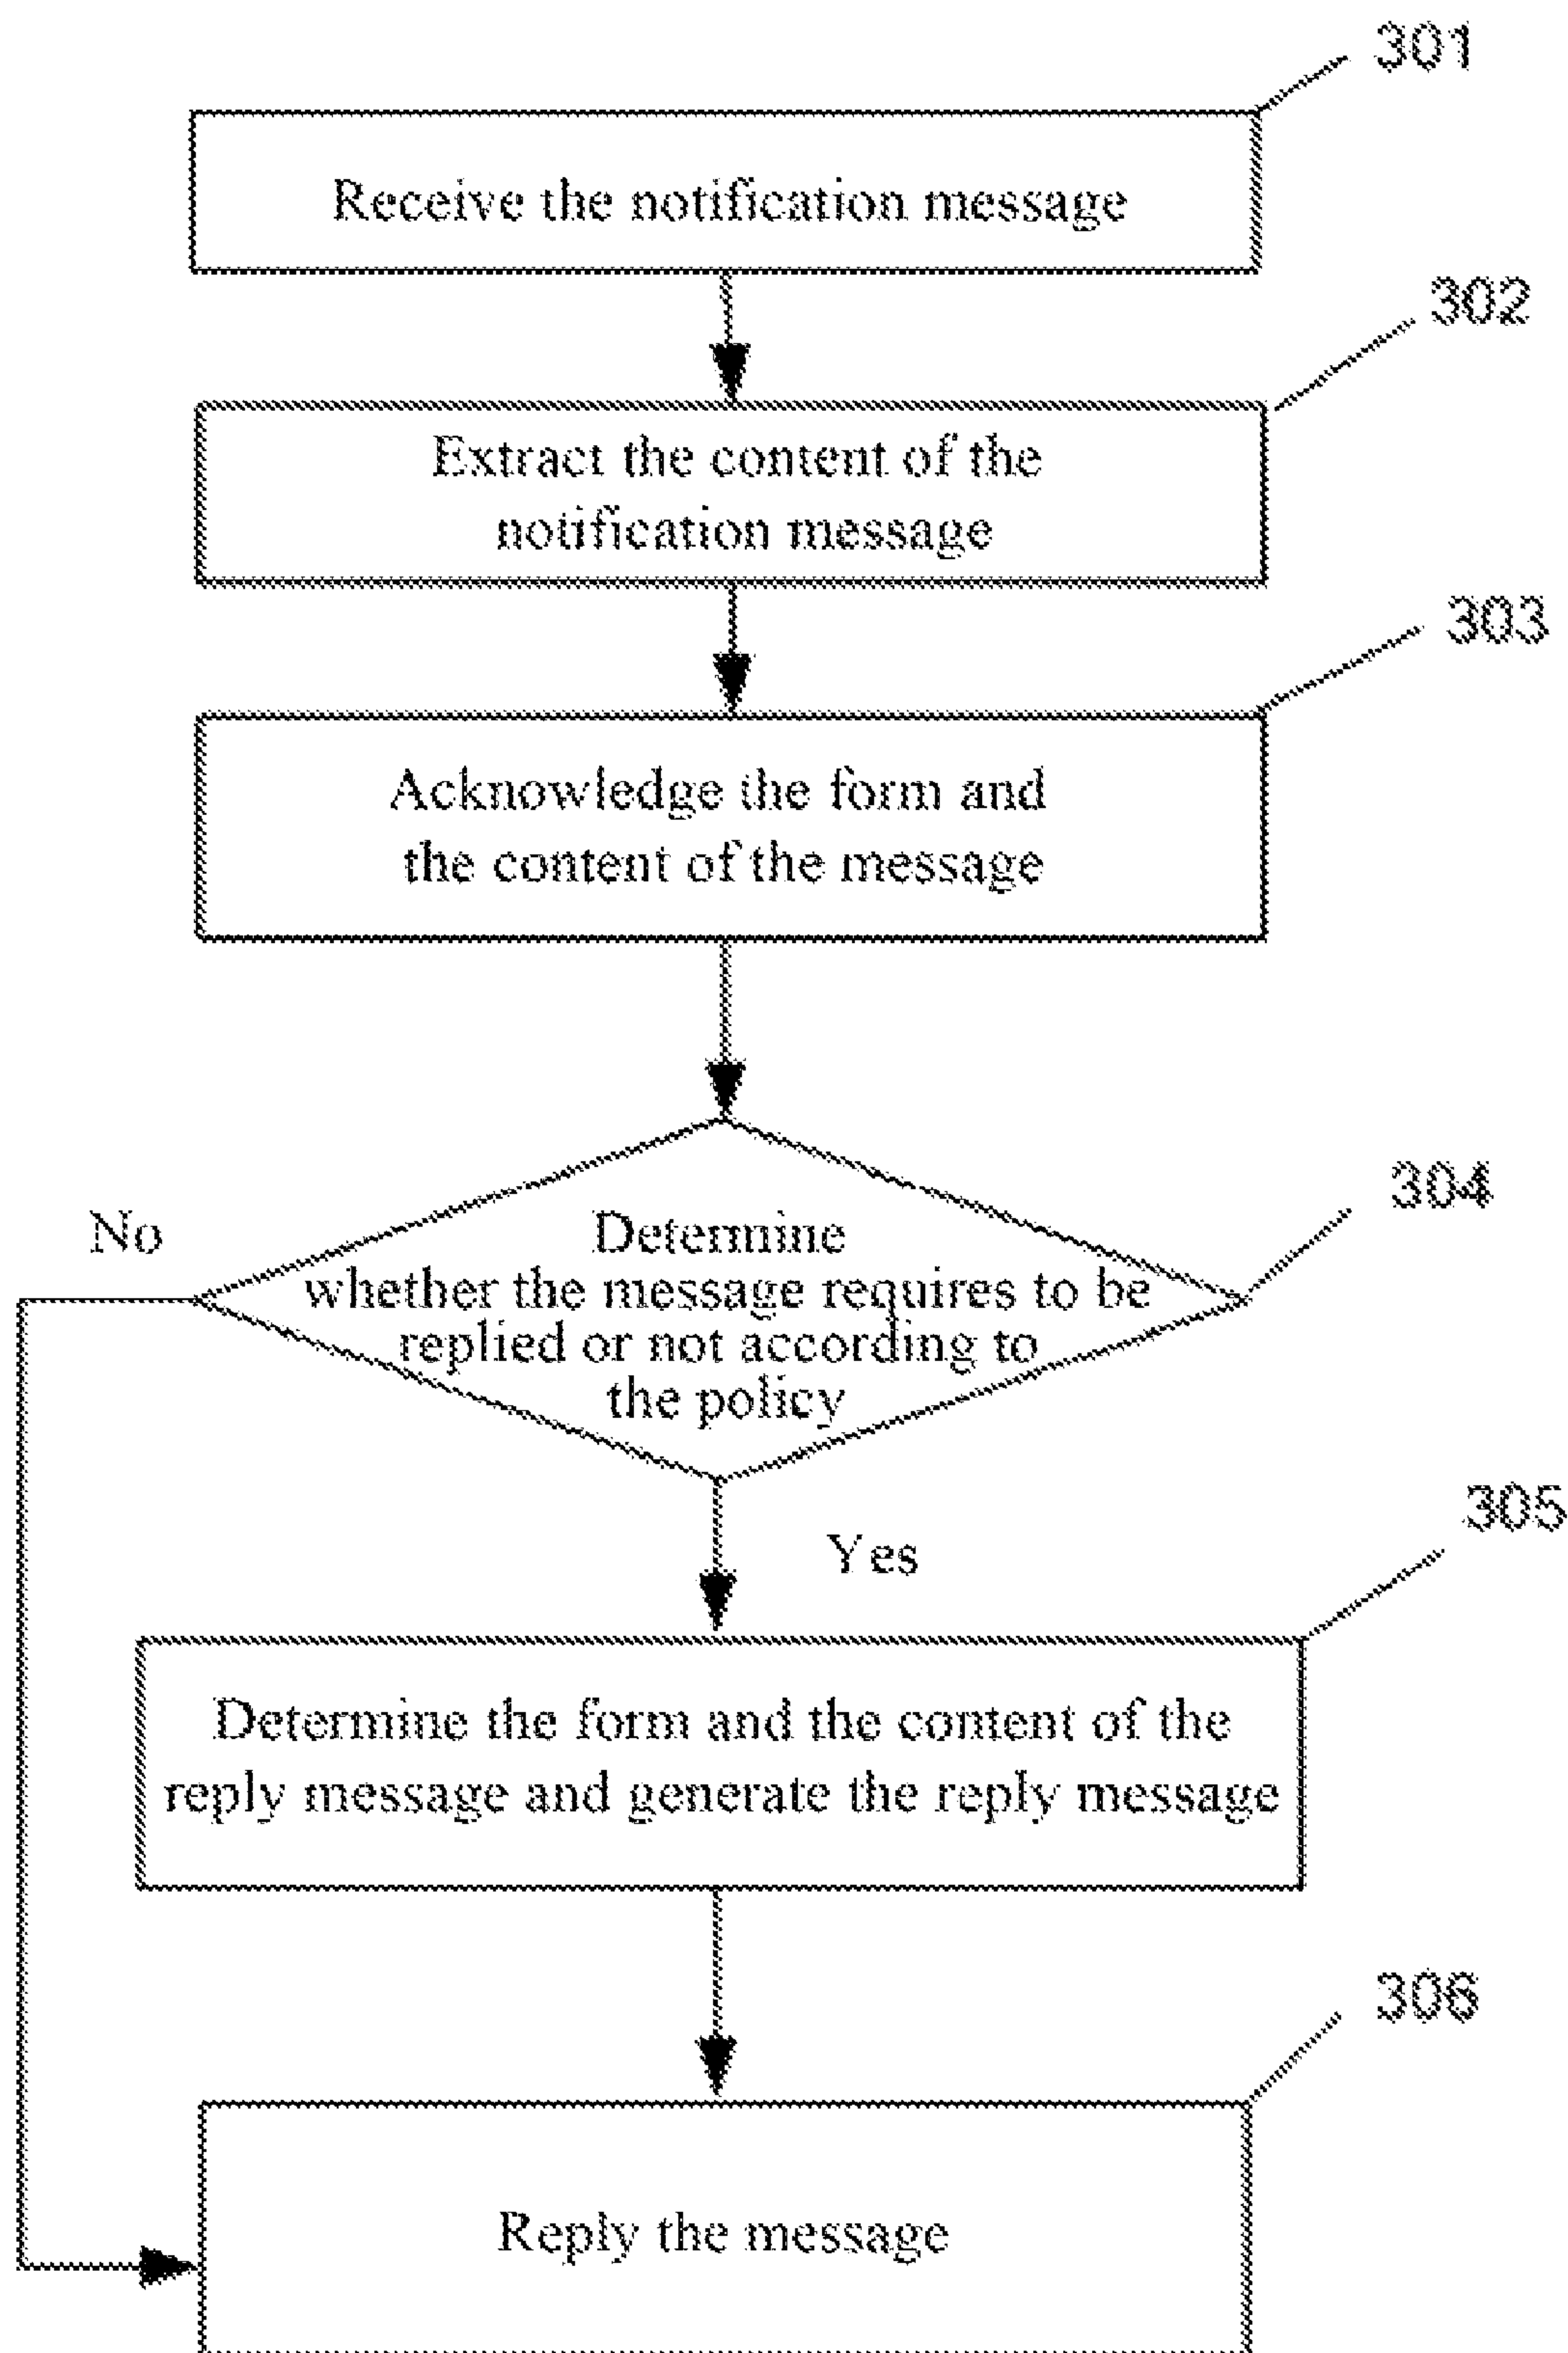 301
Receive the notification message
302
Extract the content of the
notification message
303
Acknowledge the form and
the content of the message
304
No
Determine
whether the message requires to be
replied or not according to
the policy
Yes
305
Determine the form and the content of the
reply message and generate the reply message
306
Reply the message